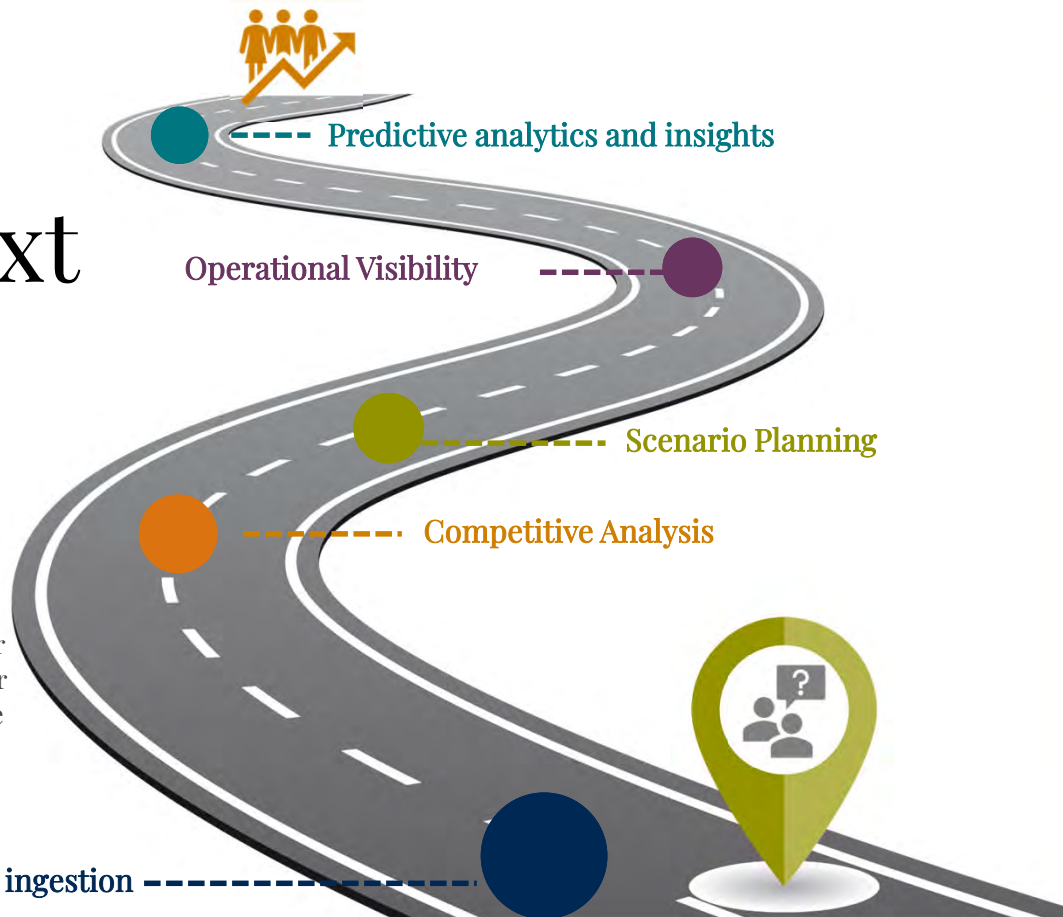 Predictive analytics and insights
xt
Operational Visibility
Scenario Planning
Competitive Analysis
r
r
e
?
ingestion